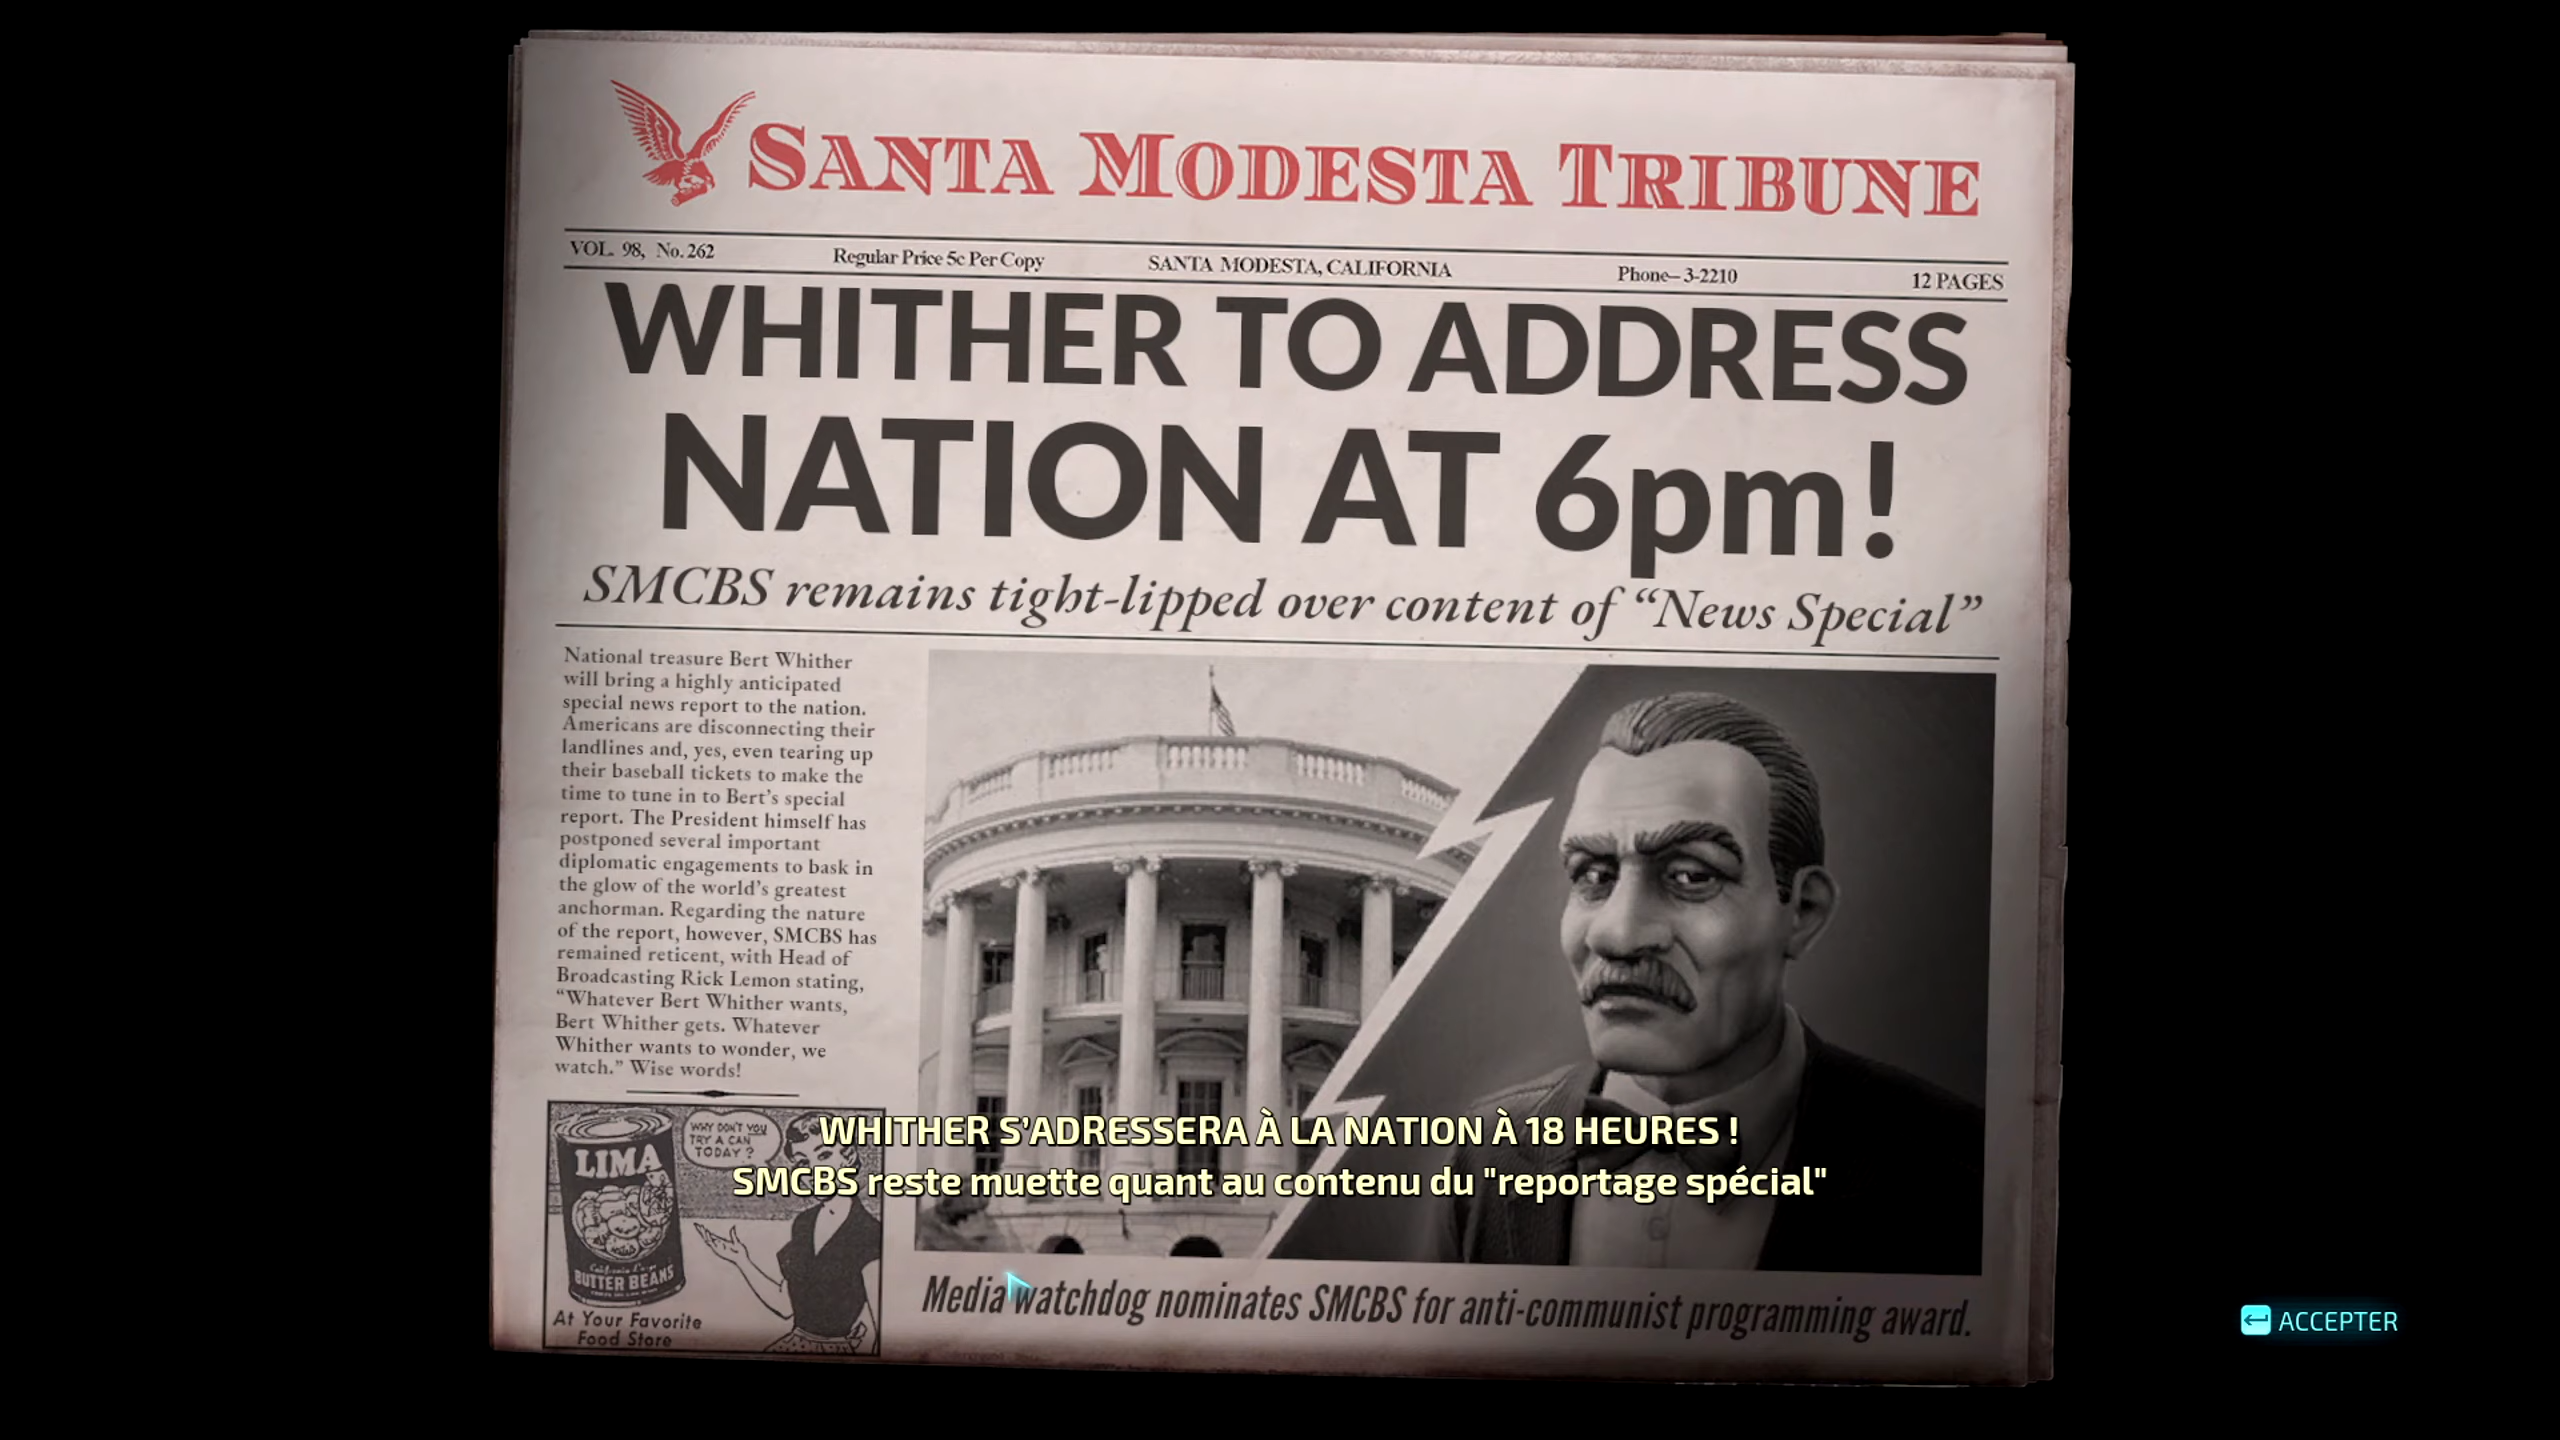 SANTA MODESTA TRIBUNE
VOL. 98, No. 262 Regular Price 5c Per Copy SANTA MODESTA, CALIFORNIA Phone–3-2210 12 PAGES
WHITHER TO ADDRESS
NATION AT 6pm!
SMCBS remains tight-lipped over content of “News Special”
National treasure Bert Whither
will bring a highly anticipated
special news report to the nation.
Americans are disconnecting their
landlines and, yes, even tearing up
their baseball tickets to make the
time to tune in to Bert’s special
report. The President himself has
postponed several important
diplomatic engagements to bask in
the glow of the world’s greatest
anchorman. Regarding the nature
of the report, however, SMCBS has
remained reticent, with Head of
Broadcasting Rick Lemon stating,
“Whatever Bert Whither wants,
Bert Whither gets. Whatever
Whither wants to wonder, we
watch.” Wise words!
WHY DON'T YOU
TRY A CAN
TODAY?
LIMA
BUTTER BEANS
At Your Favorite
Food Store
WHITHER S’ADRESSERA À LA NATION À 18 HEURES !
SMCBS reste muette quant au contenu du "reportage spécial"
Media watchdog nominates SMCBS for anti-communist programming award.
ACCEPTER